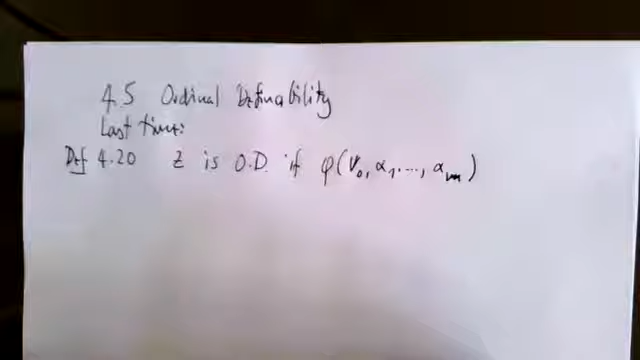 4.5 Ordinal Definability
Last time:
Def 4.20 z is O.D. if φ(V₀, α₁, ..., αₘ)